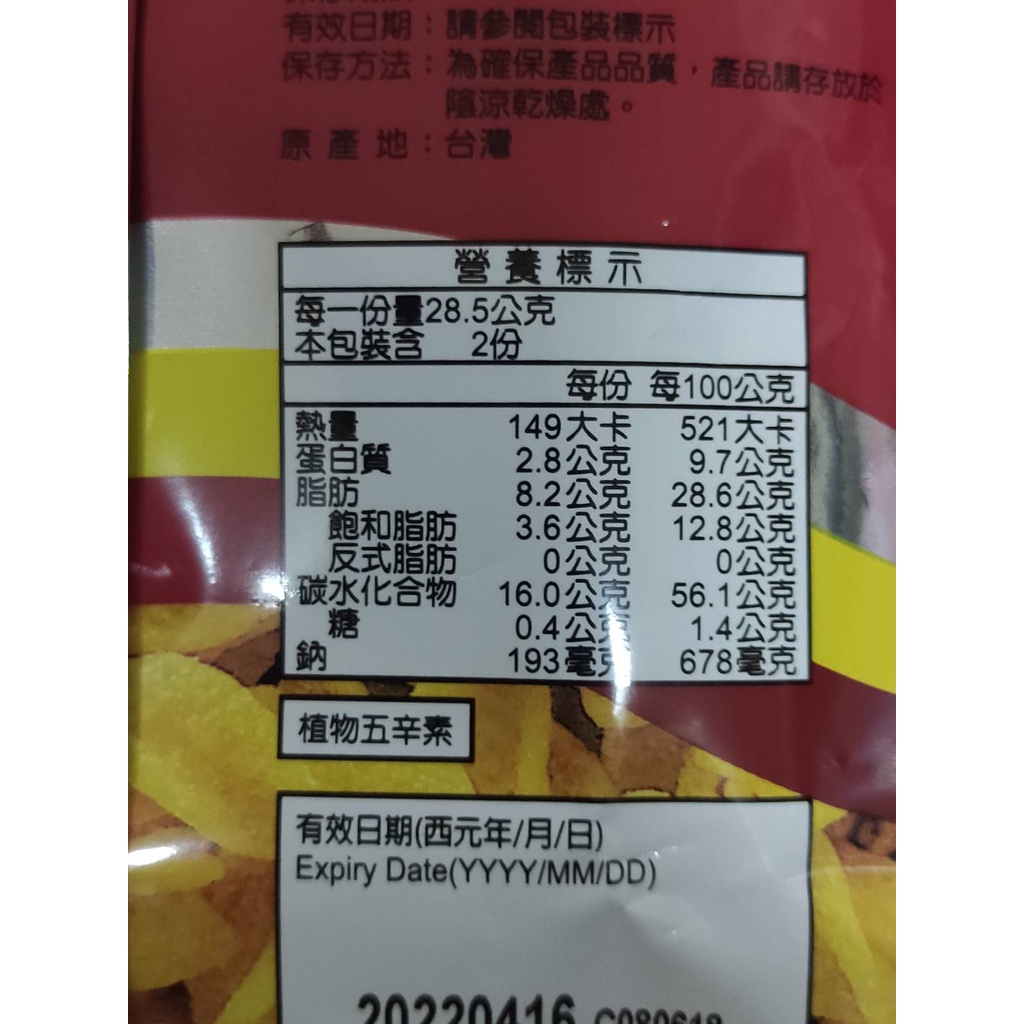 有效日期：請參閱包裝標示
保存方法：為確保產品品質，產品請存放於
陰涼乾燥處。
原產地：台灣
營養標示
每一份量28.5公克
本包裝含 2份
每份 每100公克
熱量 149大卡 521大卡
蛋白質 2.8公克 9.7公克
脂肪 8.2公克 28.6公克
飽和脂肪 3.6公克 12.8公克
反式脂肪 0公克 0公克
碳水化合物 16.0公克 56.1公克
糖 0.4公克 1.4公克
鈉 193毫克 678毫克
植物五辛素
有效日期(西元年/月/日)
Expiry Date(YYYY/MM/DD)
20220416